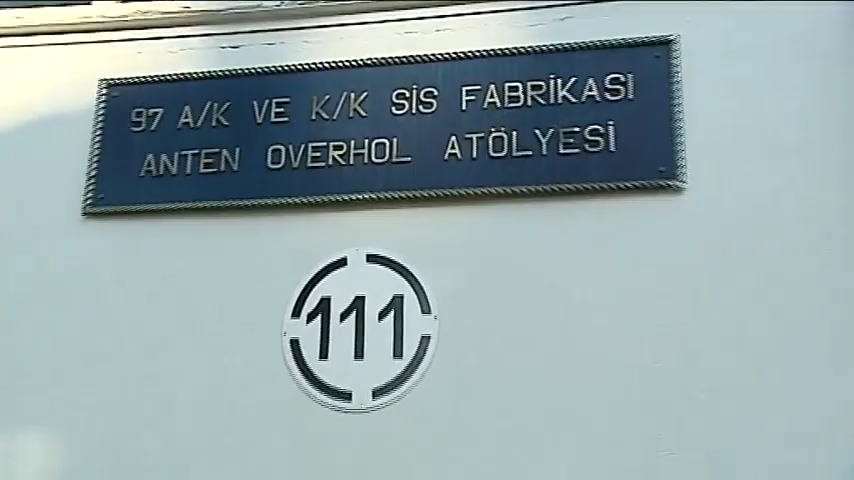 97 A/K VE K/K SİS FABRİKASI
ANTEN OVERHOL ATÖLYESİ
111